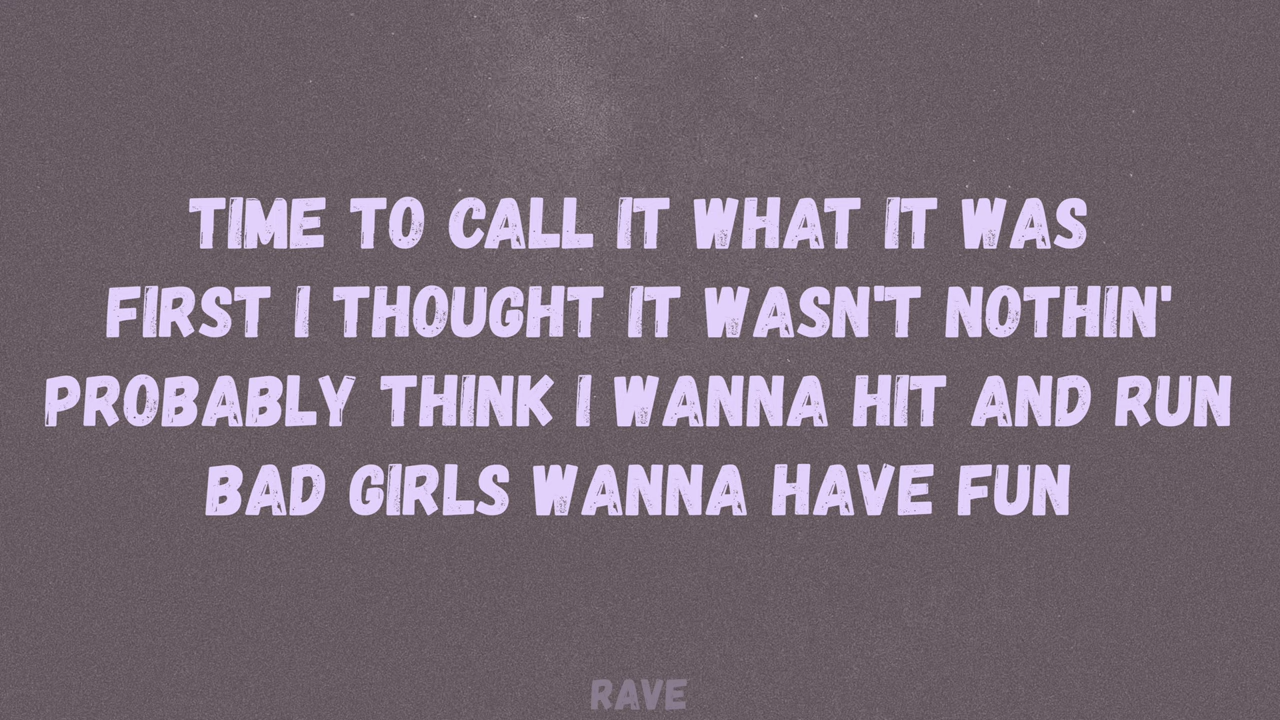 TIME TO CALL IT WHAT IT WAS
FIRST I THOUGHT IT WASN'T NOTHIN'
PROBABLY THINK I WANNA HIT AND RUN
BAD GIRLS WANNA HAVE FUN
RAVE